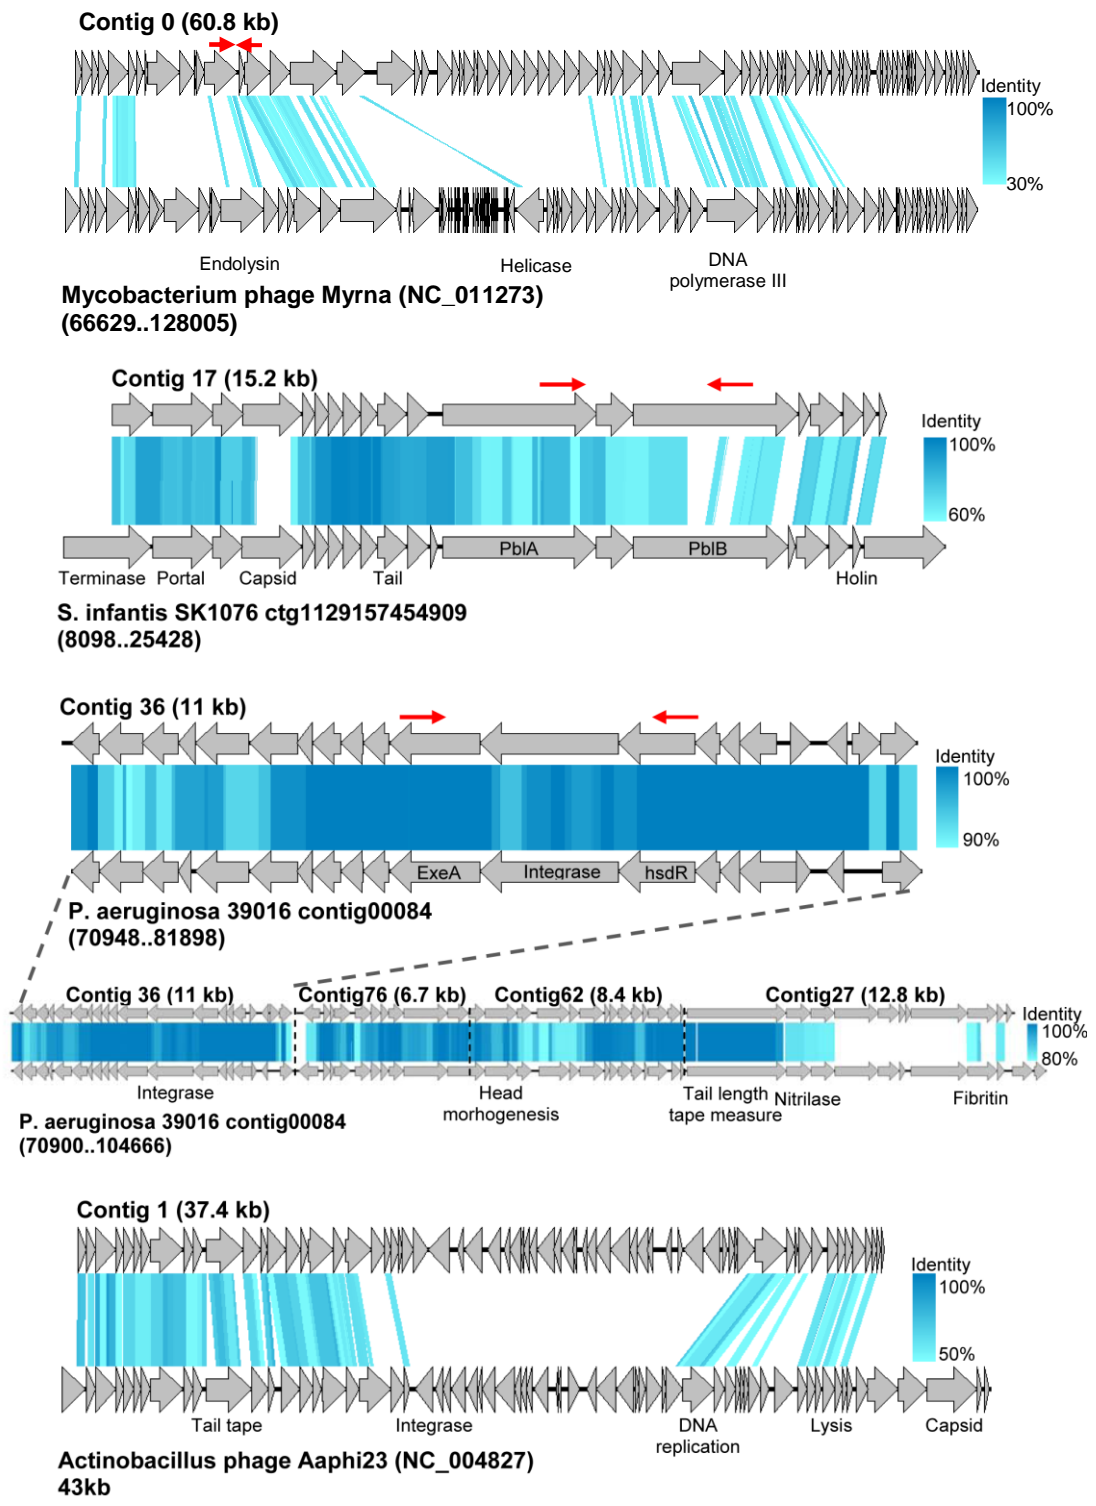 Contig 0 (60.8 kb)
Identity
100%
30%
Endolysin
Helicase
DNA
polymerase III
Mycobacterium phage Myrna (NC_011273)
(66629..128005)
Contig 17 (15.2 kb)
Identity
100%
60%
PblA
PblB
Terminase
Portal
Capsid
Tail
Holin
S. infantis SK1076 ctg1129157454909
(8098..25428)
Contig 36 (11 kb)
Identity
100%
90%
ExeA
Integrase
hsdR
P. aeruginosa 39016 contig00084
(70948..81898)
Contig 36 (11 kb)
Contig76 (6.7 kb)
Contig62 (8.4 kb)
Contig27 (12.8 kb)
Identity
100%
80%
Integrase
Head
morhogenesis
Tail length
tape measure
Nitrilase
Fibritin
P. aeruginosa 39016 contig00084
(70900..104666)
Contig 1 (37.4 kb)
Identity
100%
50%
Tail tape
Integrase
DNA
replication
Lysis
Capsid
Actinobacillus phage Aaphi23 (NC_004827)
43kb